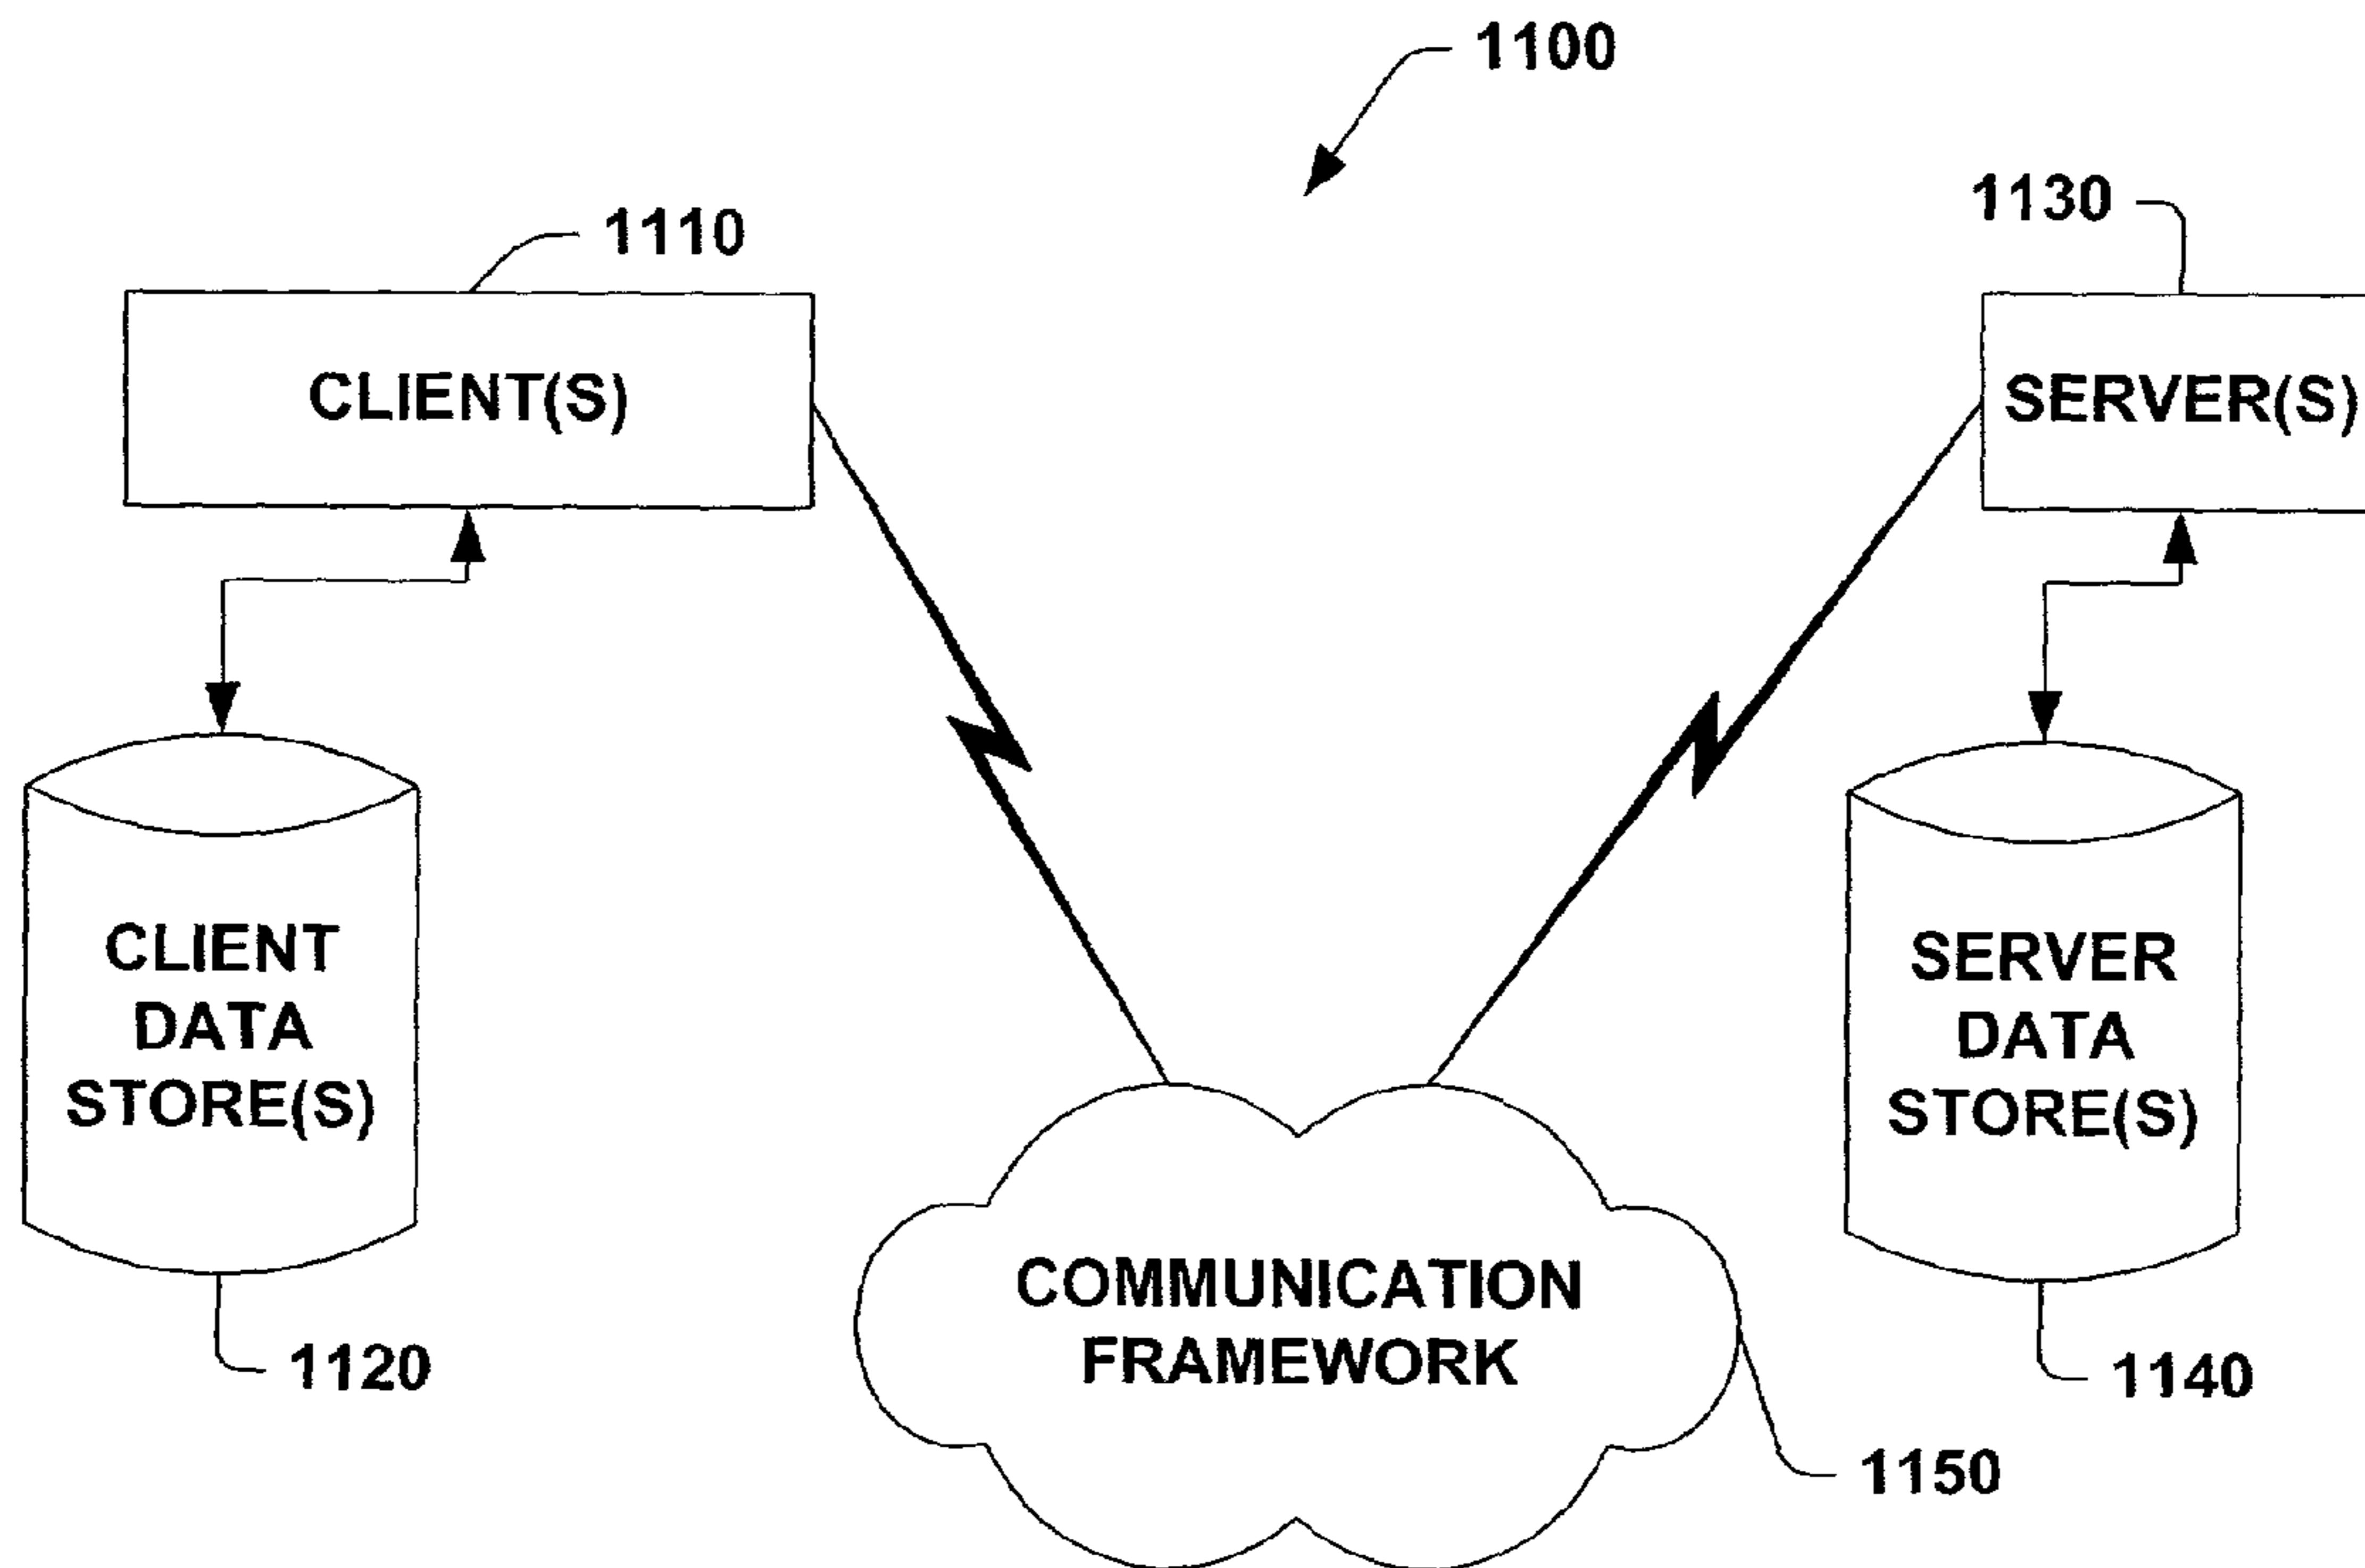 1100
1110
1130
CLIENT(S)
SERVER(S)
CLIENT
DATA
STORE(S)
SERVER
DATA
STORE(S)
COMMUNICATION
FRAMEWORK
1120
1140
1150